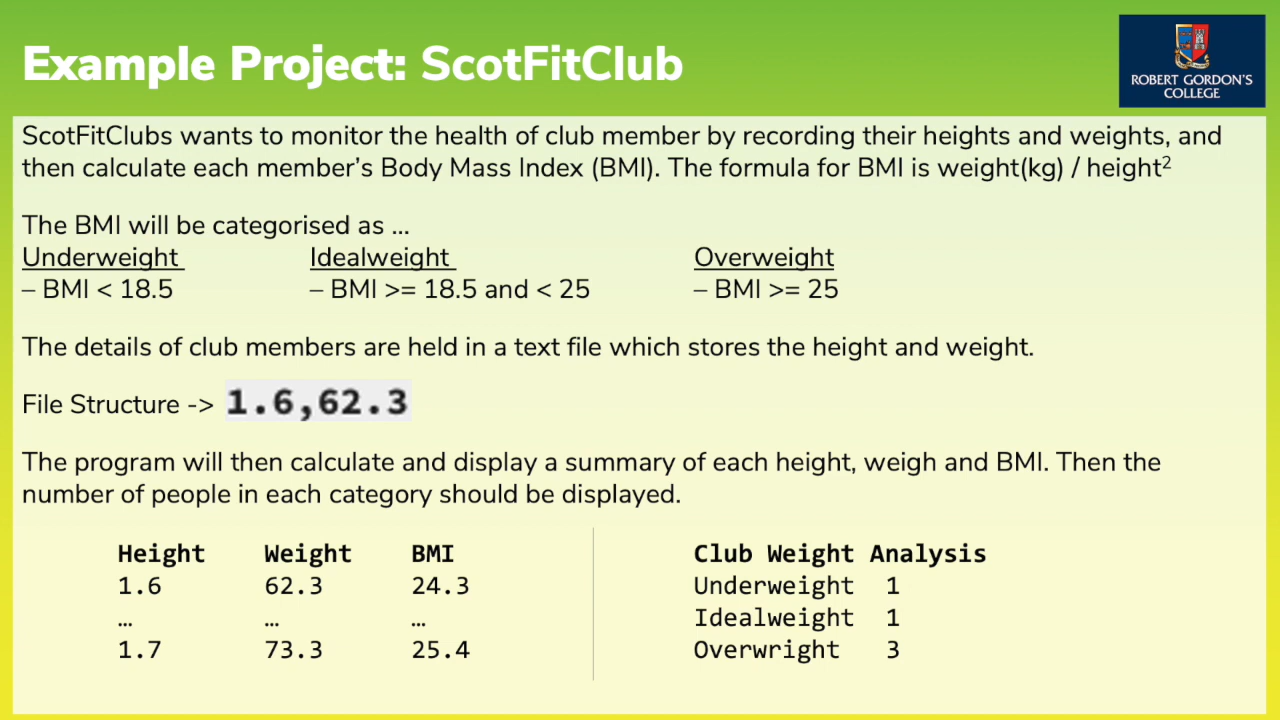 Example Project: ScotFitClub
ROBERT GORDON'S
COLLEGE
ScotFitClubs wants to monitor the health of club member by recording their heights and weights, and
then calculate each member's Body Mass Index (BMI). The formula for BMI is weight(kg) / height²
The BMI will be categorised as ...
Underweight Idealweight Overweight
– BMI < 18.5 – BMI >= 18.5 and < 25 – BMI >= 25
The details of club members are held in a text file which stores the height and weight.
File Structure -> 1.6,62.3
The program will then calculate and display a summary of each height, weigh and BMI. Then the
number of people in each category should be displayed.
Height Weight BMI
1.6 62.3 24.3
… … …
1.7 73.3 25.4
Club Weight Analysis
Underweight 1
Idealweight 1
Overwright 3